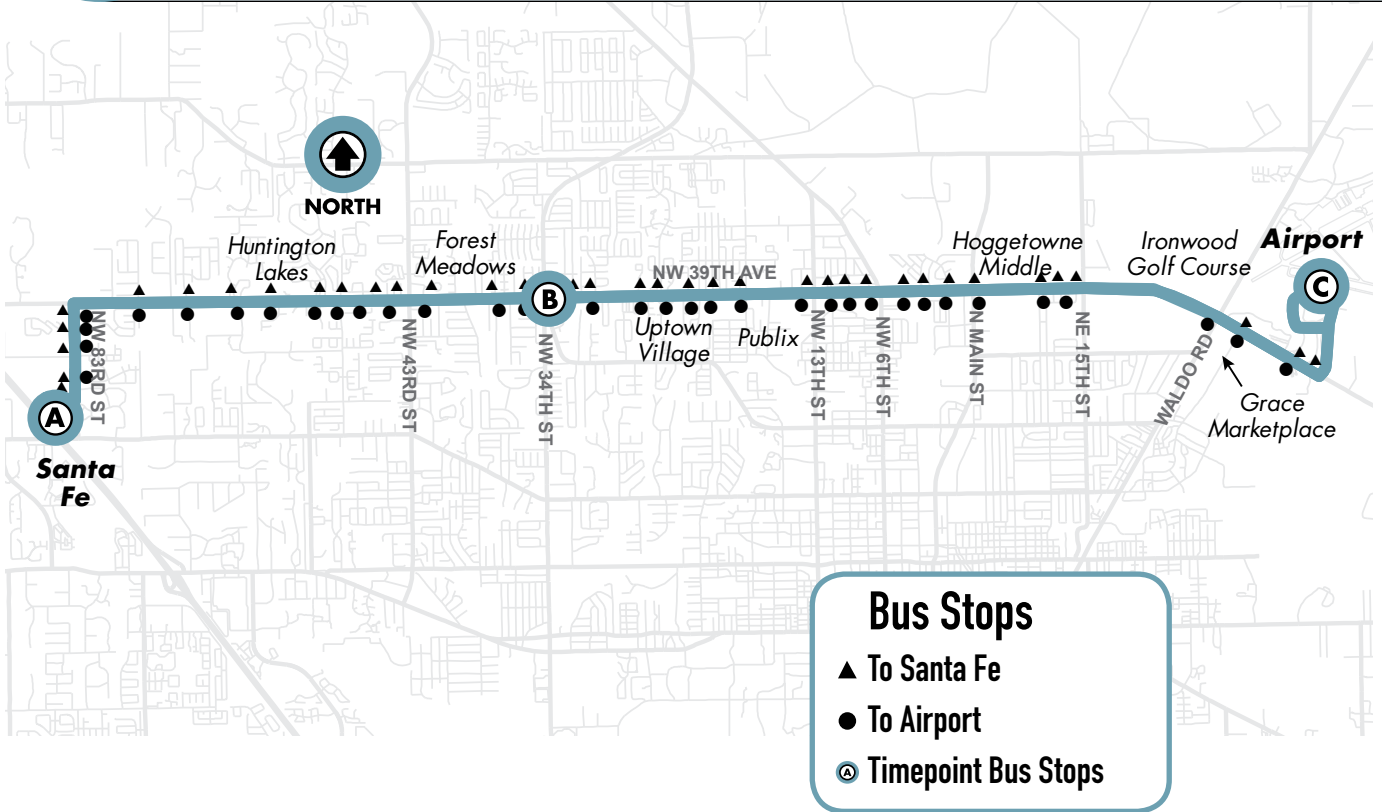 NORTH
Huntington
Lakes
Forest
Meadows
NW 39TH AVE
Hoggetowne
Middle
Ironwood
Golf Course
Airport
C
B
Uptown
Village
Publix
NW 83RD ST
NW 43RD ST
NW 34TH ST
NW 13TH ST
NW 6TH ST
N MAIN ST
NE 15TH ST
WALDO RD
Grace
Marketplace
A
Santa
Fe
Bus Stops
To Santa Fe
To Airport
A Timepoint Bus Stops